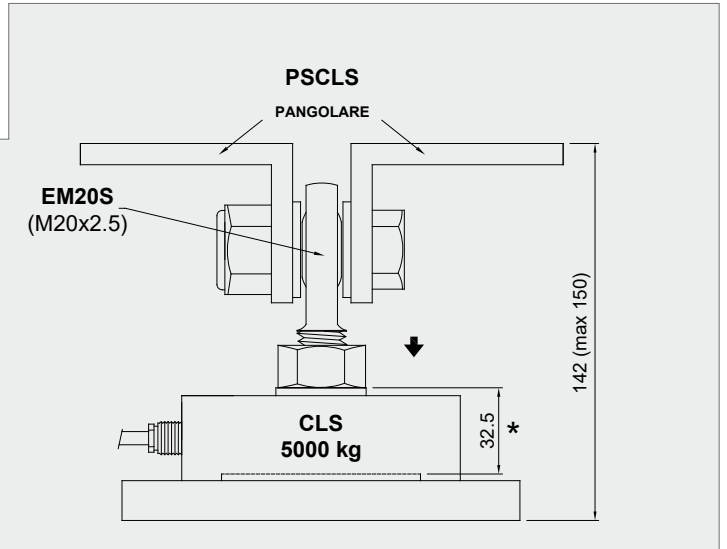 PSCLS
PANGOLARE
EM20S
(M20x2.5)
142 (max 150)
CLS
5000 kg
32.5 *